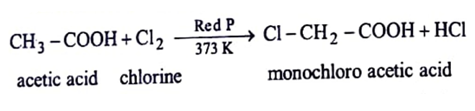 CH₃ – COOH + Cl₂ Red P 373 K → Cl – CH₂ – COOH + HCl
acetic acid chlorine monochloro acetic acid